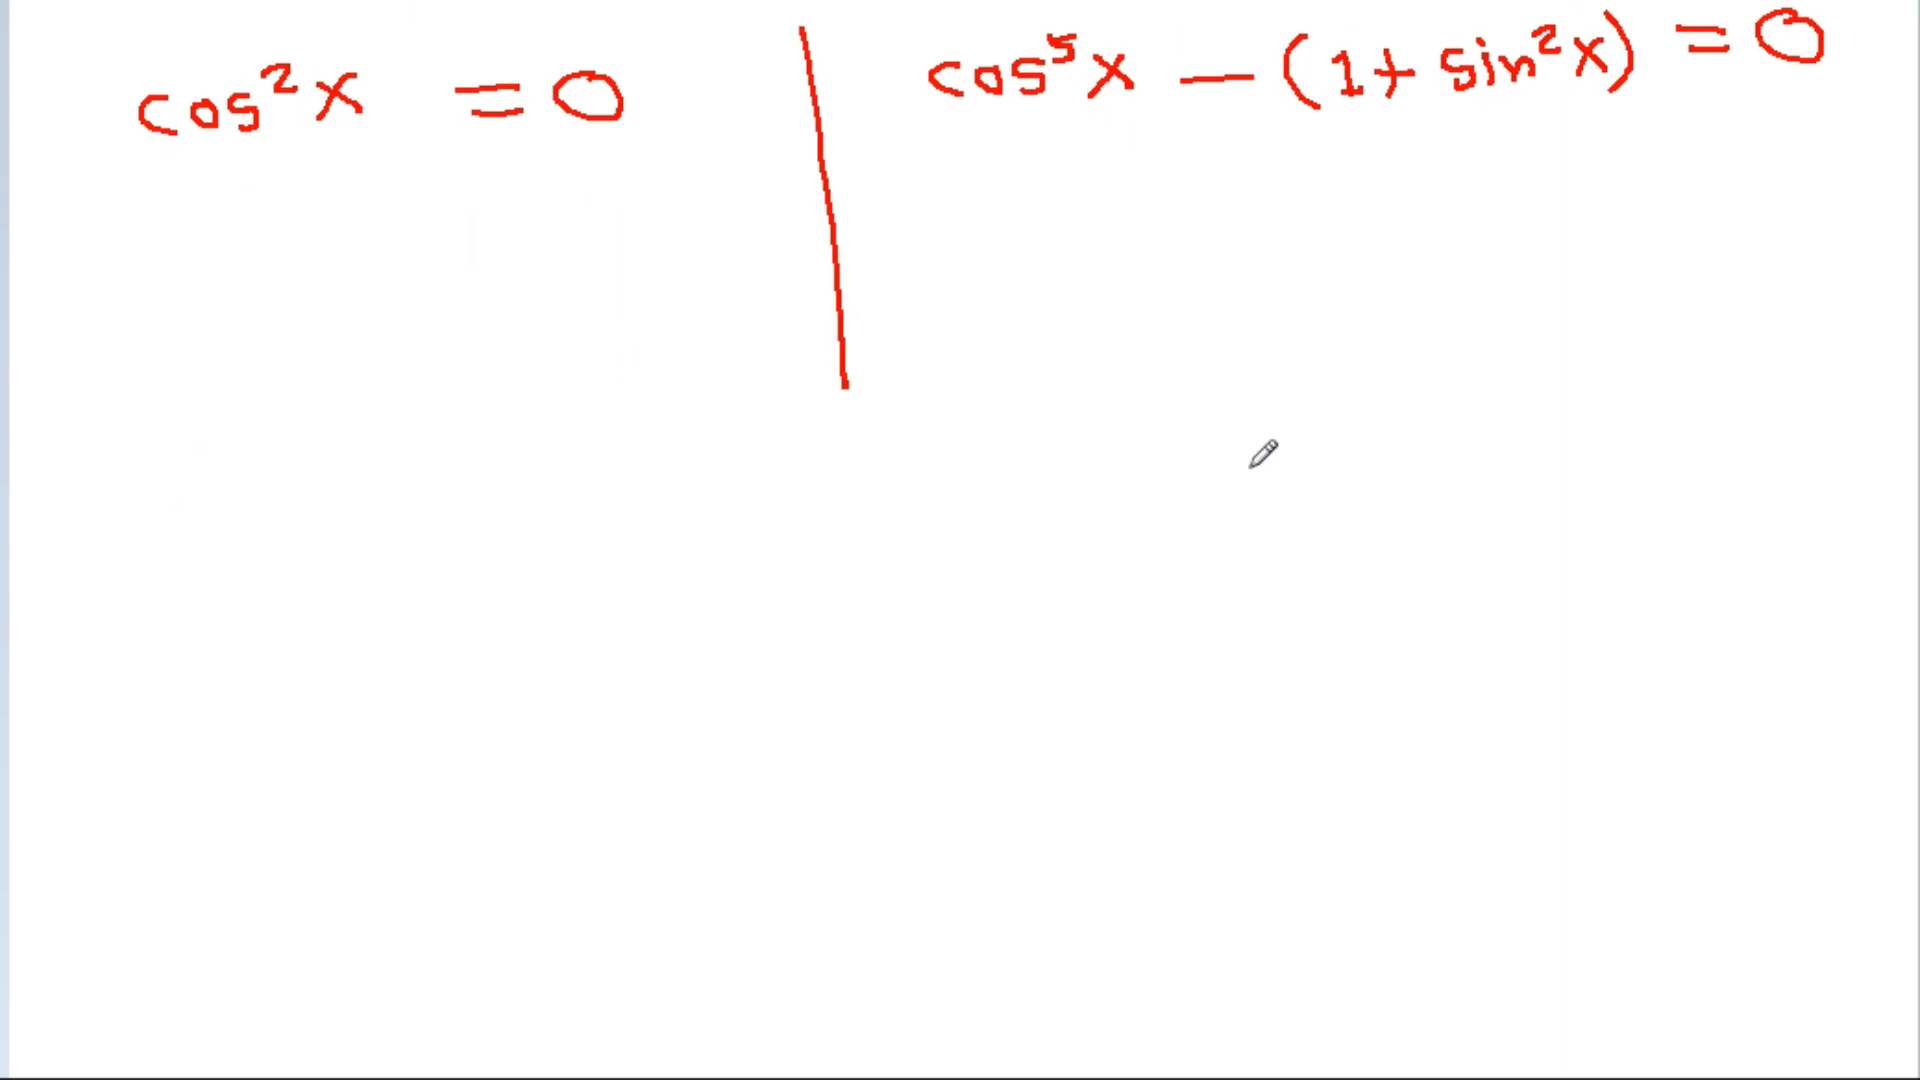 cos²x = 0
cos⁵x — (1 + sin²x) = 0